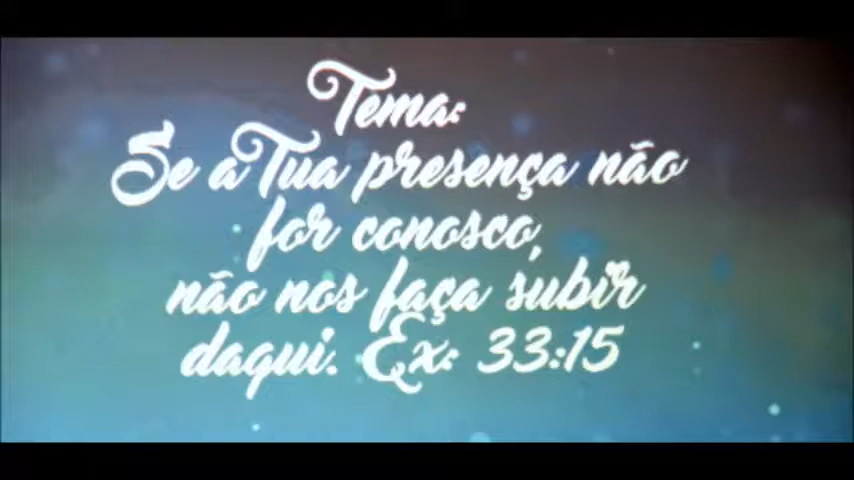 Tema:
Se a Tua presença não
for conosco,
não nos faça subir
daqui. Ex: 33:15